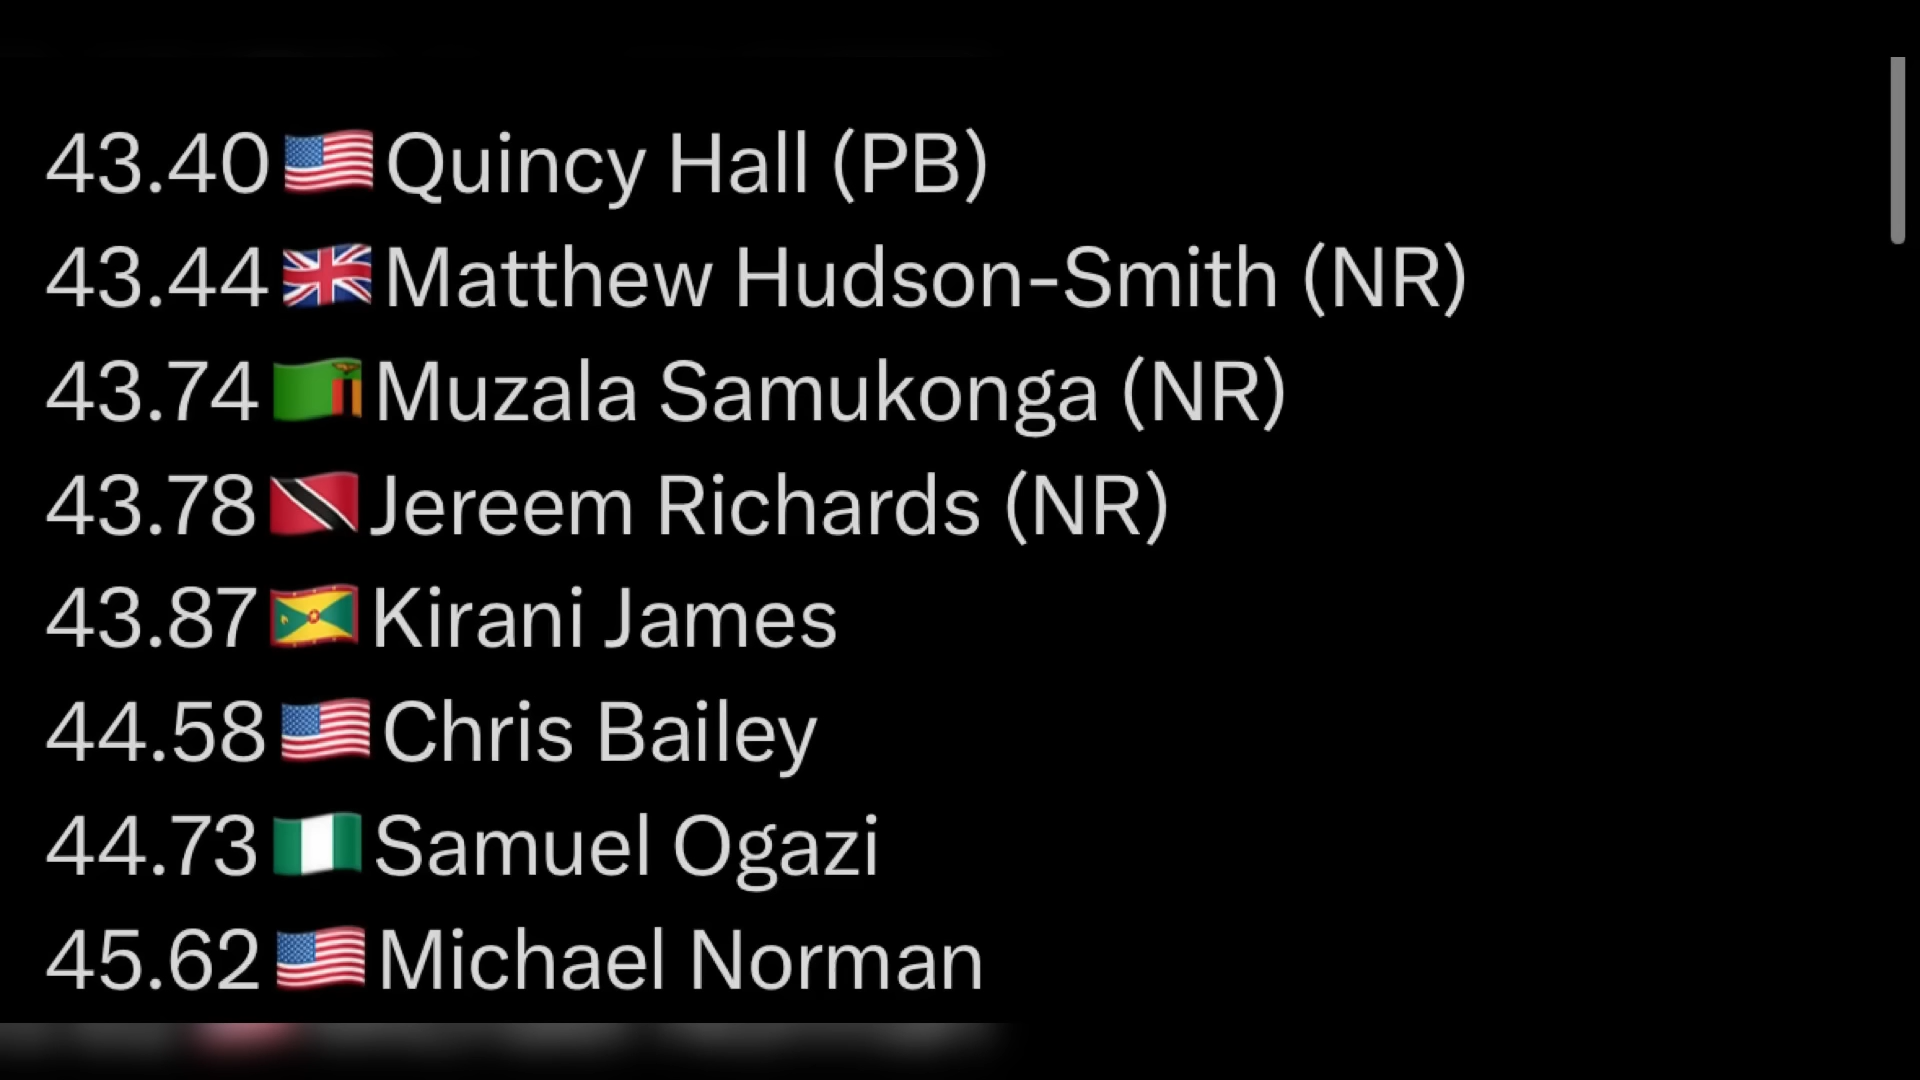 43.40🇺🇸Quincy Hall (PB)
43.44🇬🇧Matthew Hudson-Smith (NR)
43.74🇿🇲Muzala Samukonga (NR)
43.78🇹🇹Jereem Richards (NR)
43.87🇬🇩Kirani James
44.58🇺🇸Chris Bailey
44.73🇳🇬Samuel Ogazi
45.62🇺🇸Michael Norman